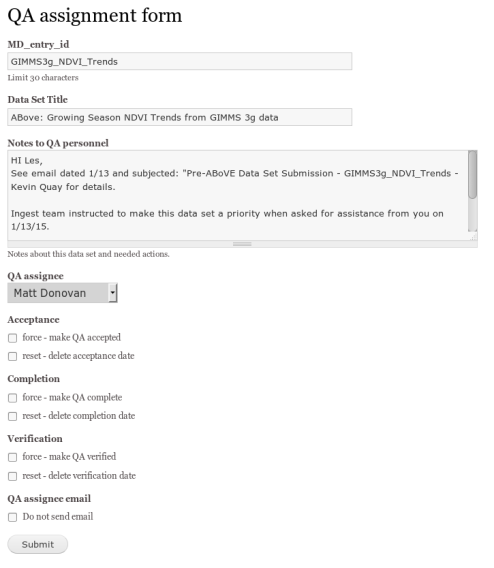 QA assignment form
MD_entry_id
GIMMS3g_NDVI_Trends
Limit 30 characters
Data Set Title
ABove: Growing Season NDVI Trends from GIMMS 3g data
Notes to QA personnel
HI Les,
See email dated 1/13 and subjected: "Pre-ABoVE Data Set Submission - GIMMS3g_NDVI_Trends -
Kevin Quay for details.
Ingest team instructed to make this data set a priority when asked for assistance from you on
1/13/15.
Notes about this data set and needed actions.
QA assignee
Matt Donovan
Acceptance
force - make QA accepted
reset - delete acceptance date
Completion
force - make QA complete
reset - delete completion date
Verification
force - make QA verified
reset - delete verification date
QA assignee email
Do not send email
Submit